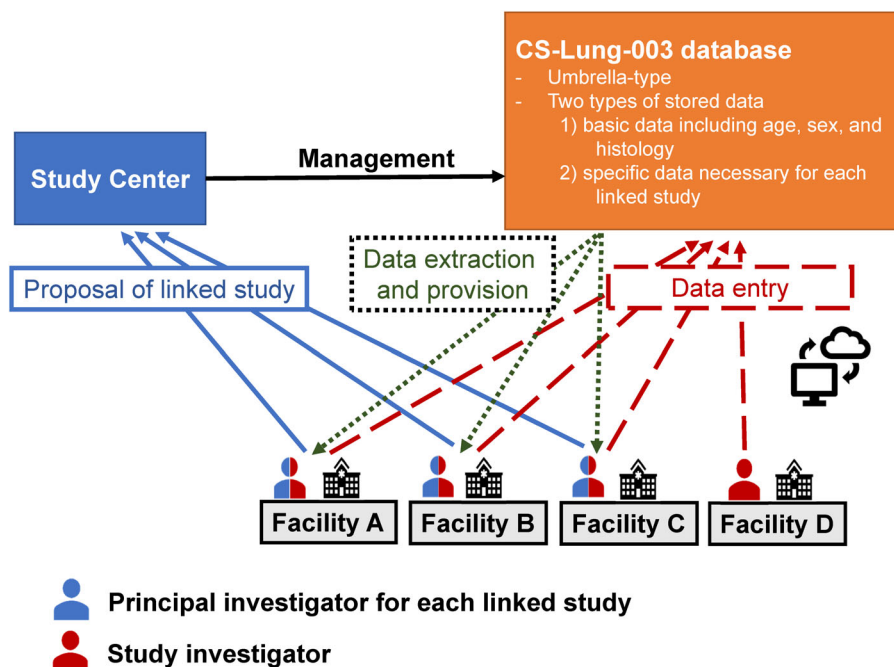 CS-Lung-003 database
- Umbrella-type
- Two types of stored data
1) basic data including age, sex, and
histology
2) specific data necessary for each
linked study
Study Center
Management
Proposal of linked study
Data extraction
and provision
Data entry
Facility A
Facility B
Facility C
Facility D
Principal investigator for each linked study
Study investigator